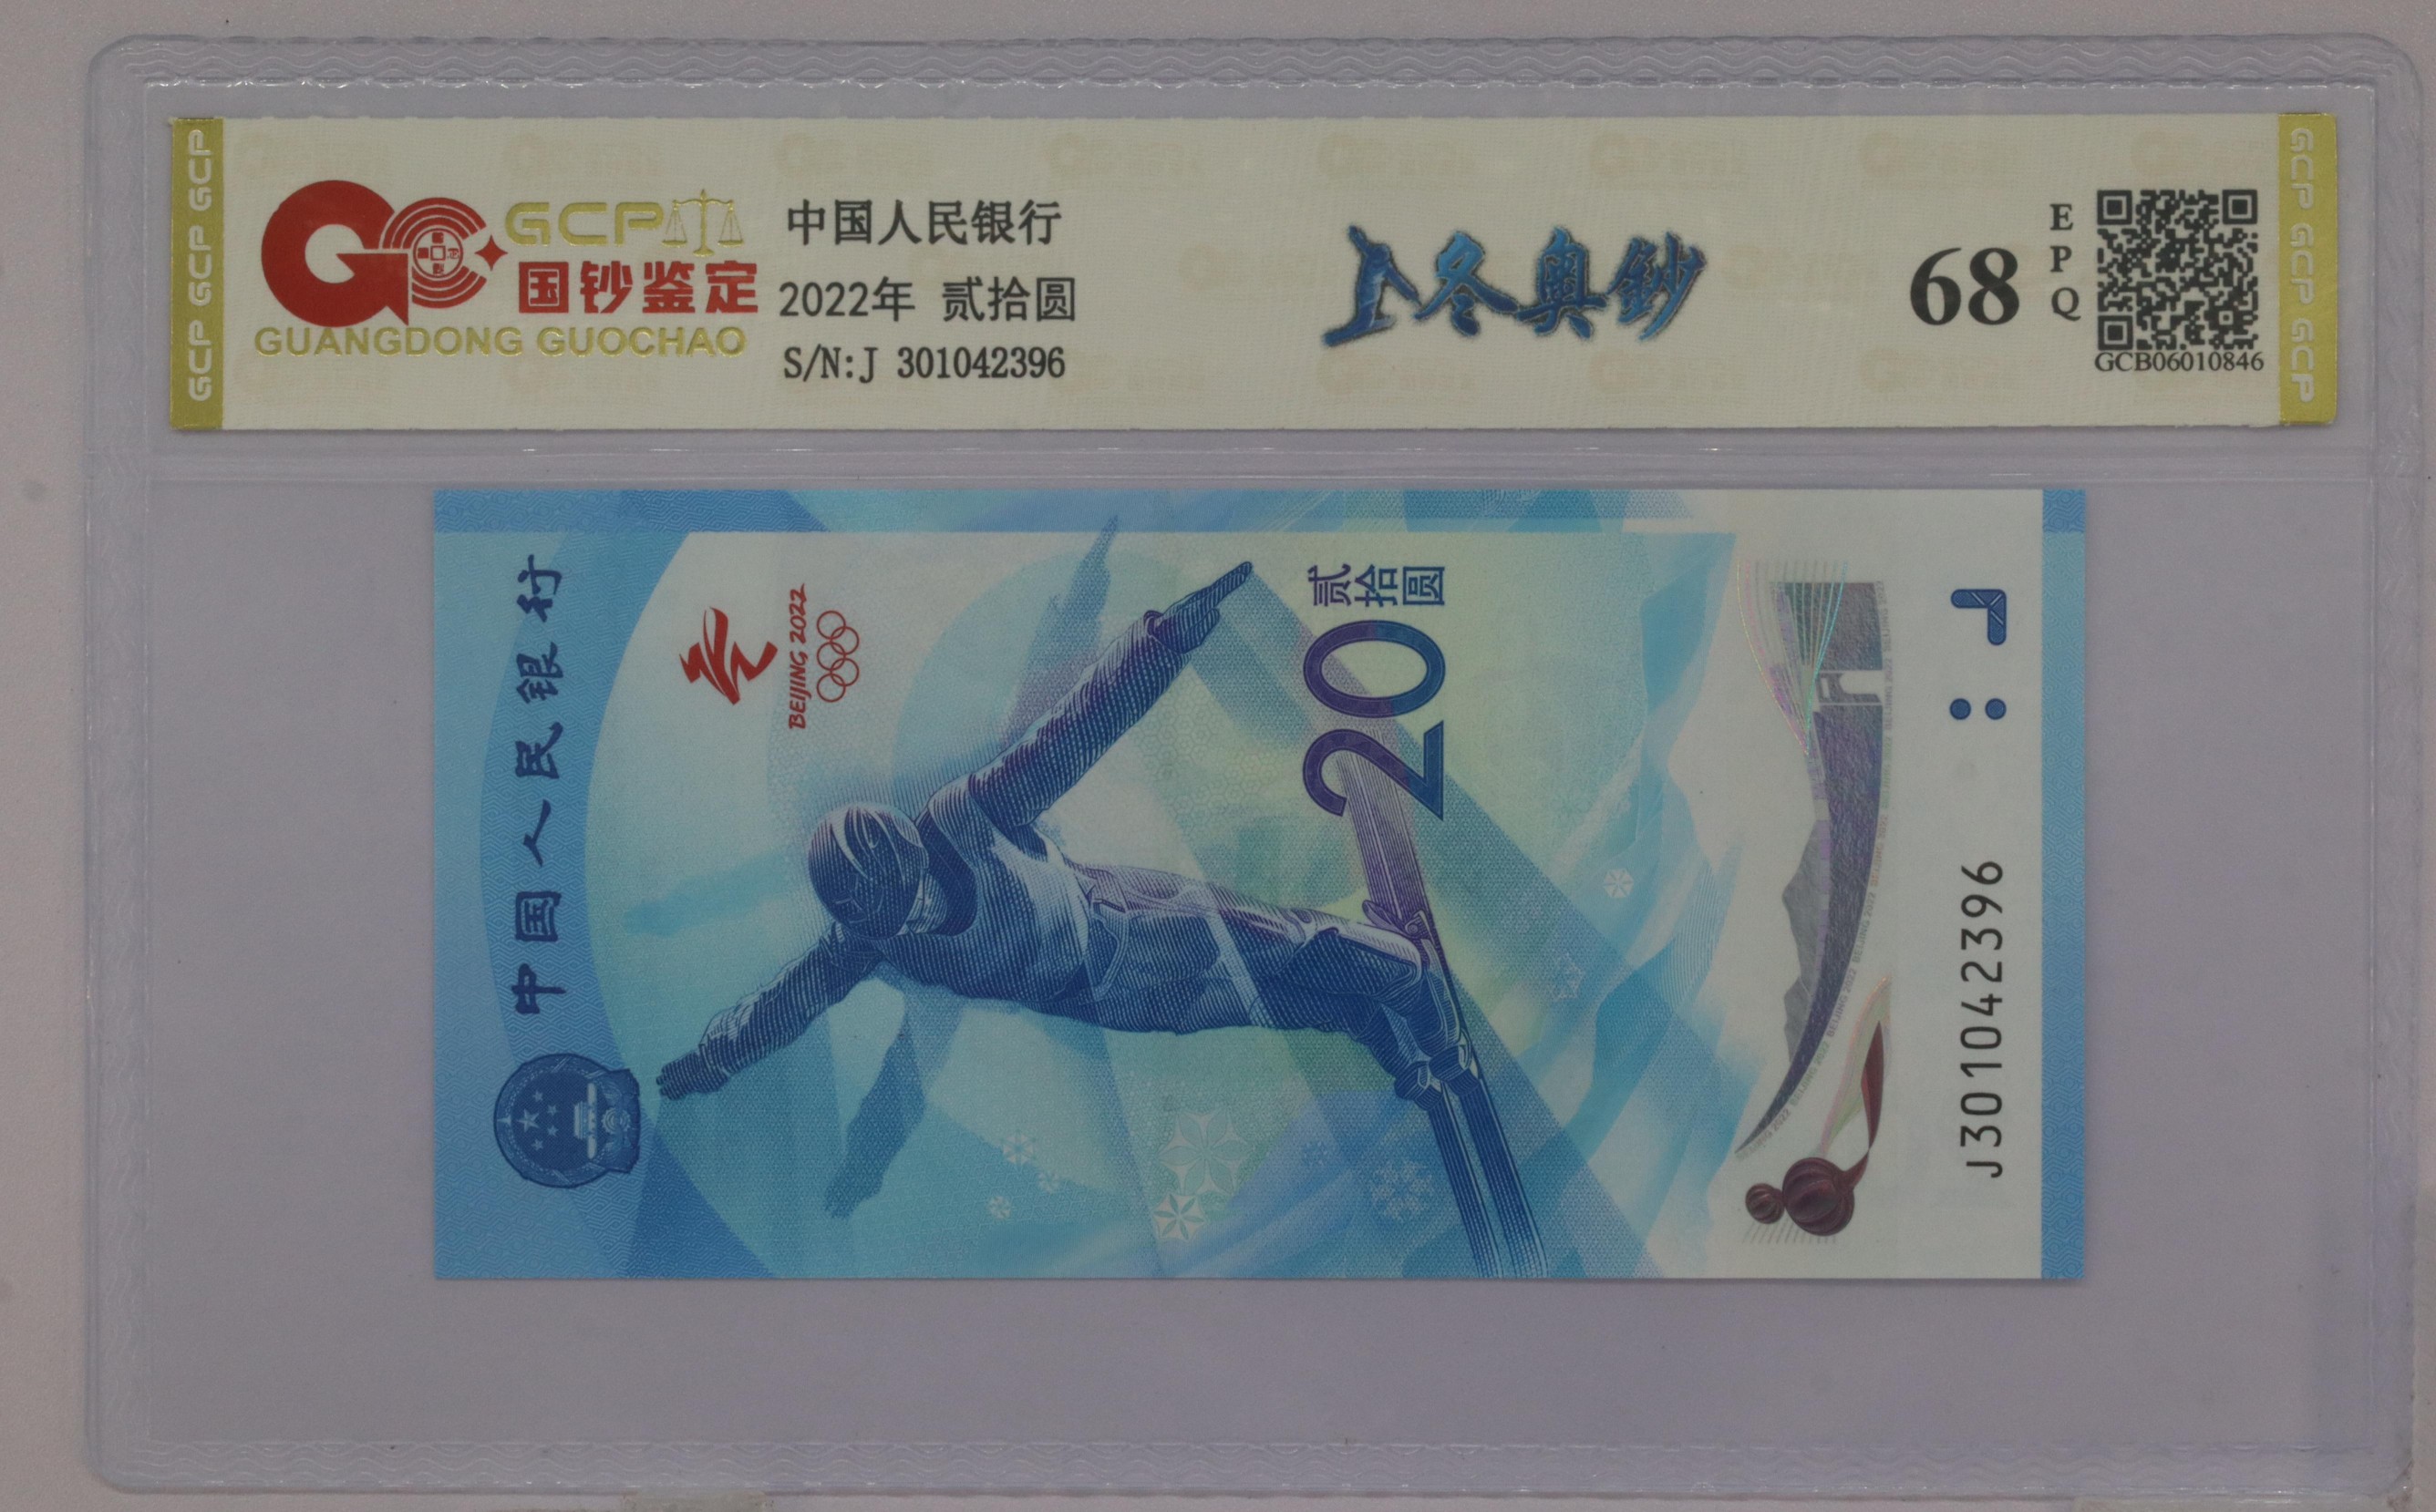 GCP GCP GCP
GCP
国钞鉴定
GUANGDONG GUOCHAO
中国人民银行
2022年 贰拾圆
S/N:J 301042396
冬奥鈔
68
EPQ
GCB06010846
GCP GCP GCP
中国人民银行
BEIJING 2022
贰拾圆
20
J301042396